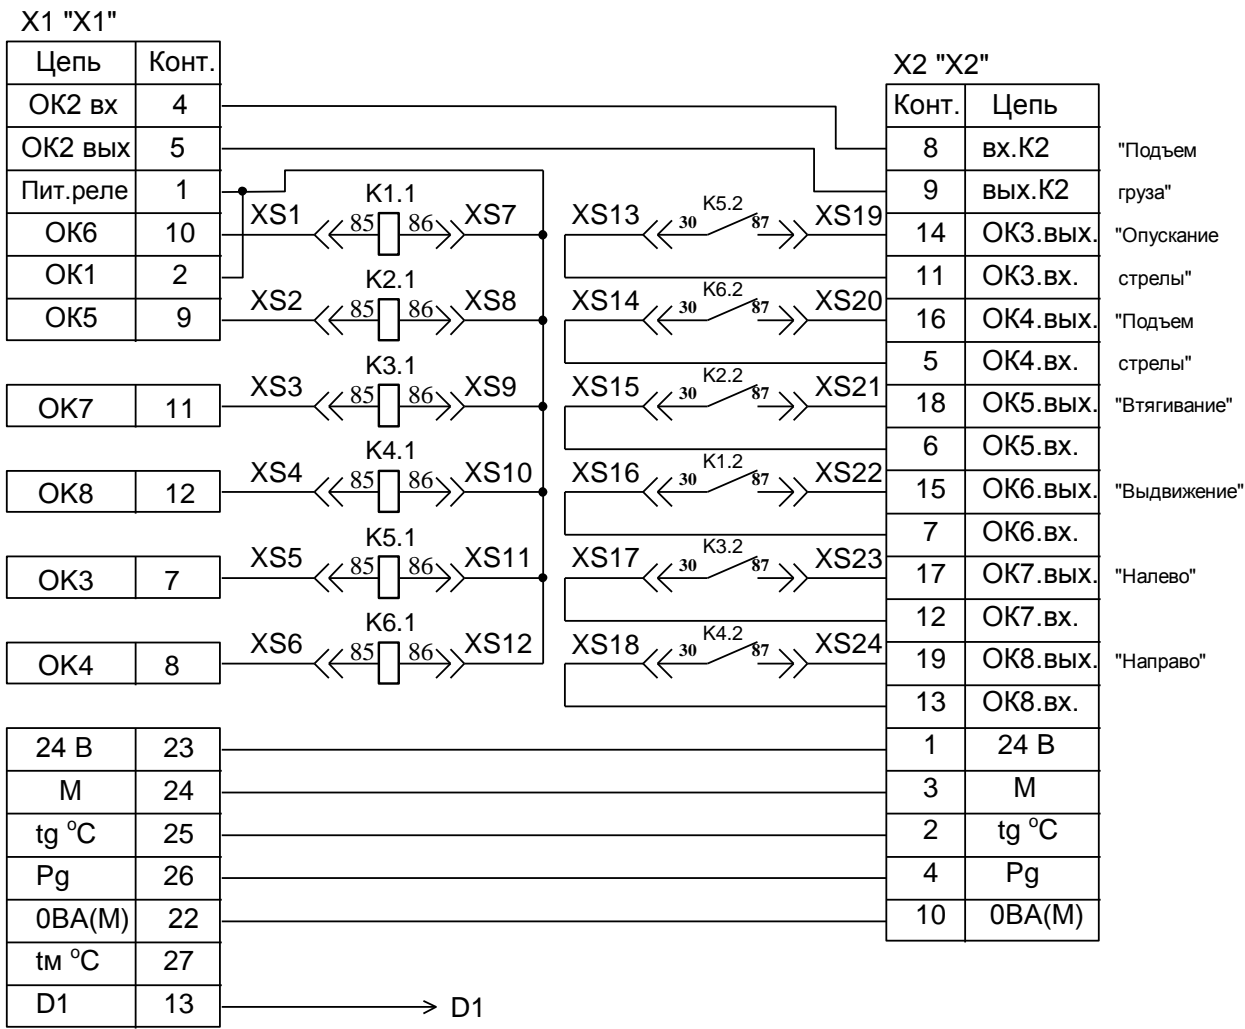 X1 "X1"
Цепь Конт.
ОК2 вх 4
ОК2 вых 5
Пит.реле 1
ОК6 10
ОК1 2
ОК5 9
ОК7 11
ОК8 12
ОК3 7
ОК4 8
24 В 23
М 24
tg °C 25
Pg 26
0ВА(М) 22
tм °C 27
D1 13
D1
XS1 85 K1.1 86 XS7
XS2 85 K2.1 86 XS8
XS3 85 K3.1 86 XS9
XS4 85 K4.1 86 XS10
XS5 85 K5.1 86 XS11
XS6 85 K6.1 86 XS12
XS13 30 K5.2 87 XS19
XS14 30 K6.2 87 XS20
XS15 30 K2.2 87 XS21
XS16 30 K1.2 87 XS22
XS17 30 K3.2 87 XS23
XS18 30 K4.2 87 XS24
X2 "X2"
Конт. Цепь
8 вх.К2 "Подъем
9 вых.К2 груза"
14 ОК3.вых. "Опускание
11 ОК3.вх. стрелы"
16 ОК4.вых. "Подъем
5 ОК4.вх. стрелы"
18 ОК5.вых. "Втягивание"
6 ОК5.вх.
15 ОК6.вых. "Выдвижение"
7 ОК6.вх.
17 ОК7.вых. "Налево"
12 ОК7.вх.
19 ОК8.вых. "Направо"
13 ОК8.вх.
1 24 В
3 М
2 tg °C
4 Pg
10 0ВА(М)